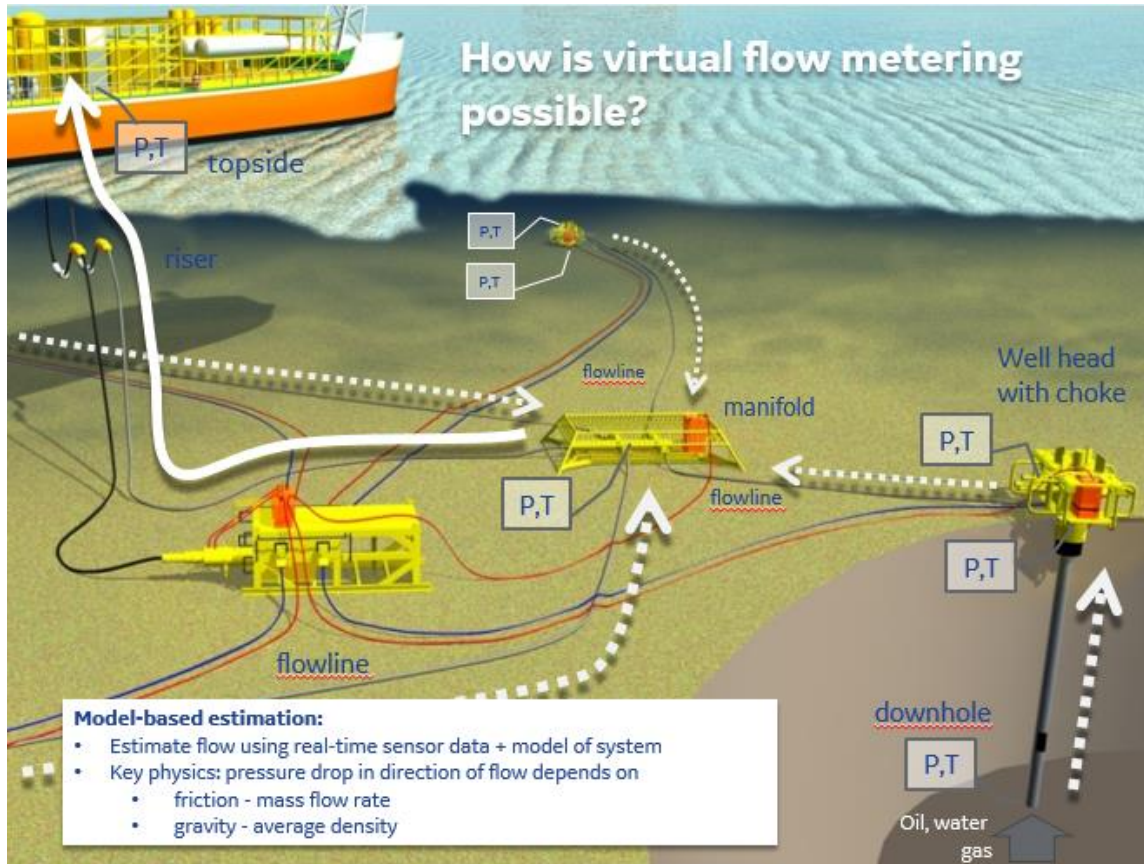 How is virtual flow metering
possible?
P,T
topside
P,T
P,T
riser
flowline
Well head
with choke
manifold
P,T
P,T
flowline
P,T
flowline
downhole
P,T
Oil, water
gas
Model-based estimation:
• Estimate flow using real-time sensor data + model of system
• Key physics: pressure drop in direction of flow depends on
• friction - mass flow rate
• gravity - average density